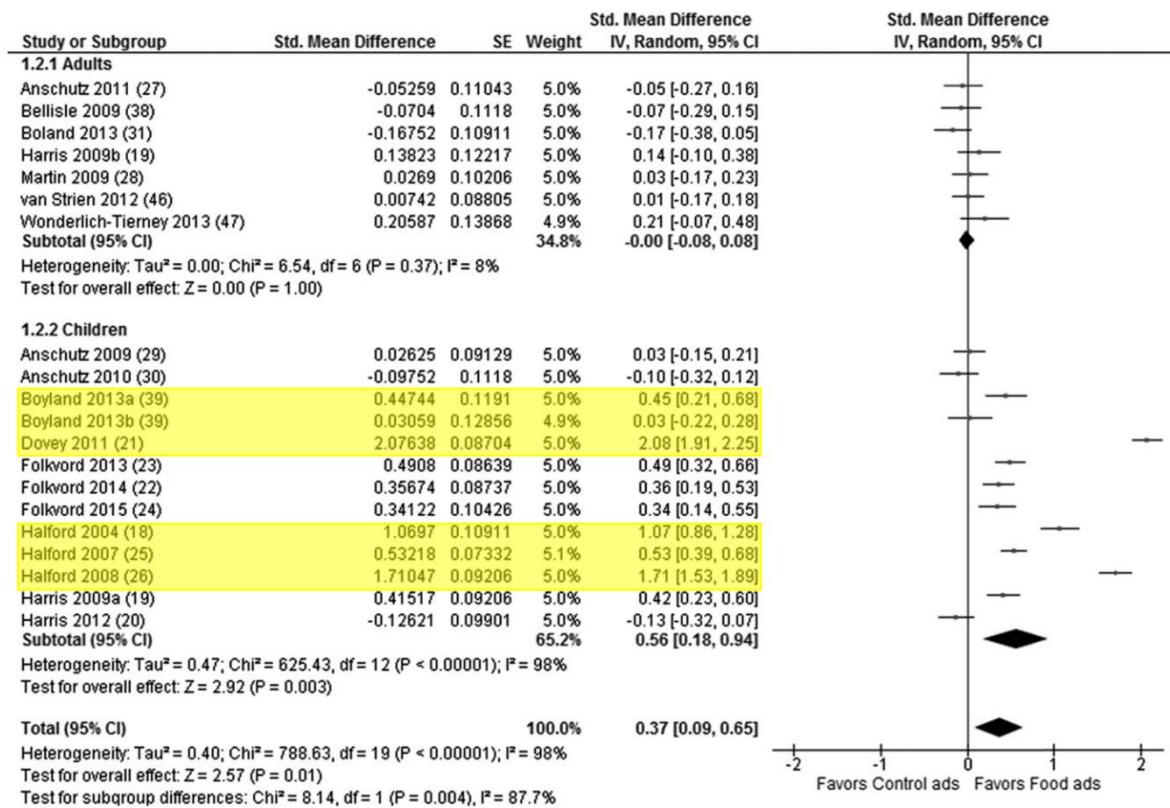 Std. Mean Difference Std. Mean Difference
Study or Subgroup Std. Mean Difference SE Weight IV, Random, 95% CI IV, Random, 95% CI
1.2.1 Adults
Anschutz 2011 (27) -0.05259 0.11043 5.0% -0.05 [-0.27, 0.16]
Bellisle 2009 (38) -0.0704 0.1118 5.0% -0.07 [-0.29, 0.15]
Boland 2013 (31) -0.16752 0.10911 5.0% -0.17 [-0.38, 0.05]
Harris 2009b (19) 0.13823 0.12217 5.0% 0.14 [-0.10, 0.38]
Martin 2009 (28) 0.0269 0.10206 5.0% 0.03 [-0.17, 0.23]
van Strien 2012 (46) 0.00742 0.08805 5.0% 0.01 [-0.17, 0.18]
Wonderlich-Tierney 2013 (47) 0.20587 0.13868 4.9% 0.21 [-0.07, 0.48]
Subtotal (95% CI) 34.8% -0.00 [-0.08, 0.08]
Heterogeneity: Tau² = 0.00; Chi² = 6.54, df = 6 (P = 0.37); I² = 8%
Test for overall effect: Z = 0.00 (P = 1.00)
1.2.2 Children
Anschutz 2009 (29) 0.02625 0.09129 5.0% 0.03 [-0.15, 0.21]
Anschutz 2010 (30) -0.09752 0.1118 5.0% -0.10 [-0.32, 0.12]
Boyland 2013a (39) 0.44744 0.1191 5.0% 0.45 [0.21, 0.68]
Boyland 2013b (39) 0.03059 0.12856 4.9% 0.03 [-0.22, 0.28]
Dovey 2011 (21) 2.07638 0.08704 5.0% 2.08 [1.91, 2.25]
Folkvord 2013 (23) 0.4908 0.08639 5.0% 0.49 [0.32, 0.66]
Folkvord 2014 (22) 0.35674 0.08737 5.0% 0.36 [0.19, 0.53]
Folkvord 2015 (24) 0.34122 0.10426 5.0% 0.34 [0.14, 0.55]
Halford 2004 (18) 1.0697 0.10911 5.0% 1.07 [0.86, 1.28]
Halford 2007 (25) 0.53218 0.07332 5.1% 0.53 [0.39, 0.68]
Halford 2008 (26) 1.71047 0.09206 5.0% 1.71 [1.53, 1.89]
Harris 2009a (19) 0.41517 0.09206 5.0% 0.42 [0.23, 0.60]
Harris 2012 (20) -0.12621 0.09901 5.0% -0.13 [-0.32, 0.07]
Subtotal (95% CI) 65.2% 0.56 [0.18, 0.94]
Heterogeneity: Tau² = 0.47; Chi² = 625.43, df = 12 (P < 0.00001); I² = 98%
Test for overall effect: Z = 2.92 (P = 0.003)
Total (95% CI) 100.0% 0.37 [0.09, 0.65]
Heterogeneity: Tau² = 0.40; Chi² = 788.63, df = 19 (P < 0.00001); I² = 98%
Test for overall effect: Z = 2.57 (P = 0.01)
Test for subgroup differences: Chi² = 8.14, df = 1 (P = 0.004), I² = 87.7%
-2 -1 0 1 2
Favors Control ads Favors Food ads